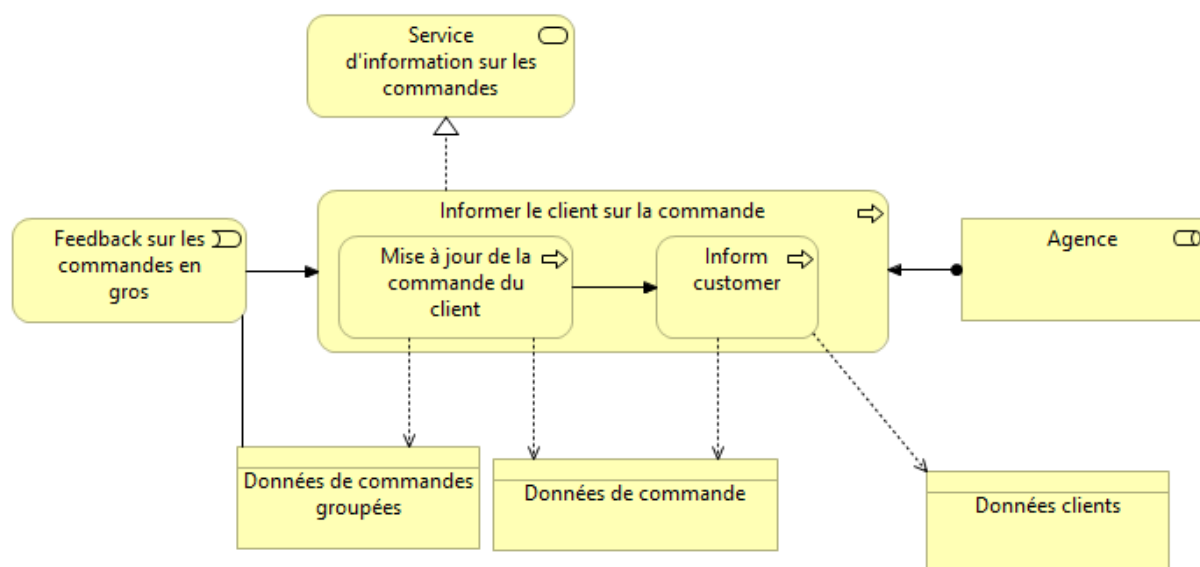 Service
d'information sur les
commandes
Informer le client sur la commande
Feedback sur les
commandes en
gros
Mise à jour de la
commande du
client
Inform
customer
Agence
Données de commandes
groupées
Données de commande
Données clients